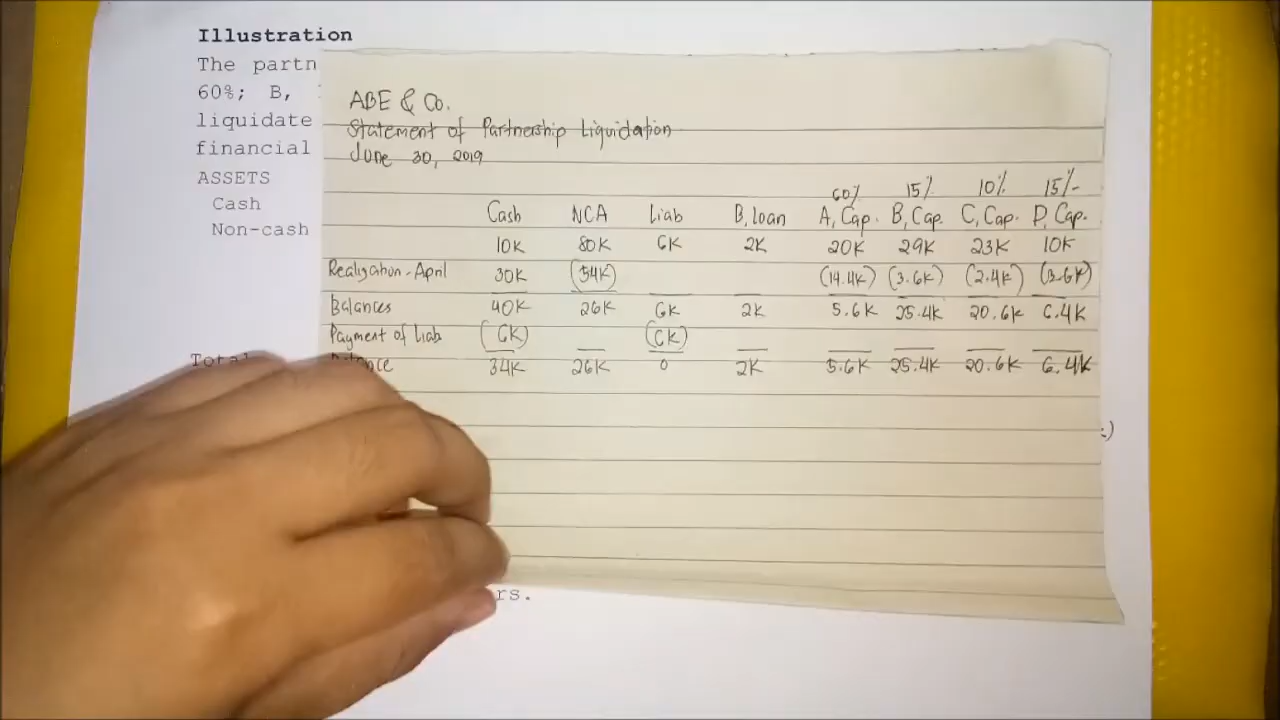 Illustration
The partn
60%; B,
liquidate
financial
ASSETS
Cash
Non-cash
Total
rs.
ABE & Co.
Statement of Partnership Liquidation
June 30, 2019
60% 15% 10% 15%
Cash NCA Liab B, loan A, Cap. B, Cap. C, Cap. D, Cap.
10K 80K 6K 2K 20K 29K 23K 10K
Realization - April 30K (54K) (14.4K) (3.6K) (2.4K) (3.6K)
Balances 40K 26K 6K 2K 5.6K 25.4K 20.6K 6.4K
Payment of Liab (6K) (6K)
34K 26K 0 2K 5.6K 25.4K 20.6K 6.4K